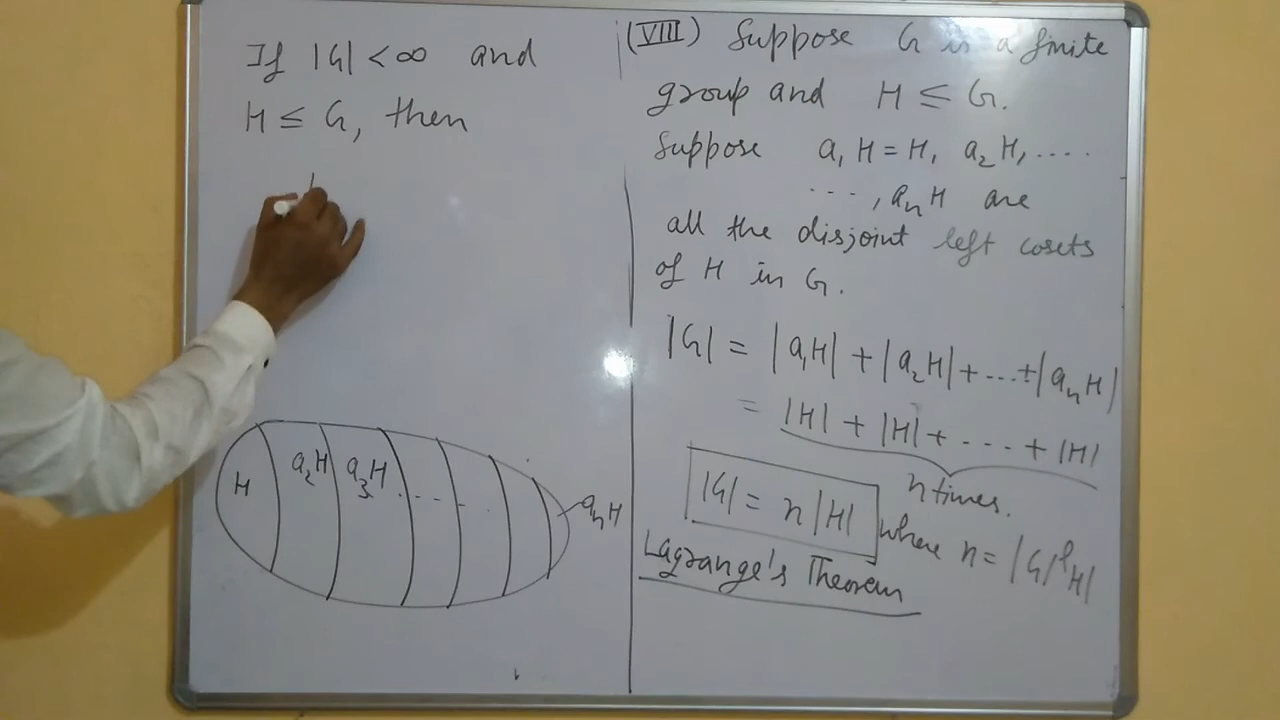 If |G| < ∞ and
H ≤ G, then
H
a₂H
a₃H
. . . .
aₙH
(VIII) Suppose G is a finite
group and H ≤ G.
Suppose a₁H = H, a₂H, ....
..., aₙH are
all the disjoint left cosets
of H in G.
|G| = |a₁H| + |a₂H| + ... + |aₙH|
= |H| + |H| + .... + |H|
n times.
|G| = n|H|
where n = |G|
Lagrange's Theorem